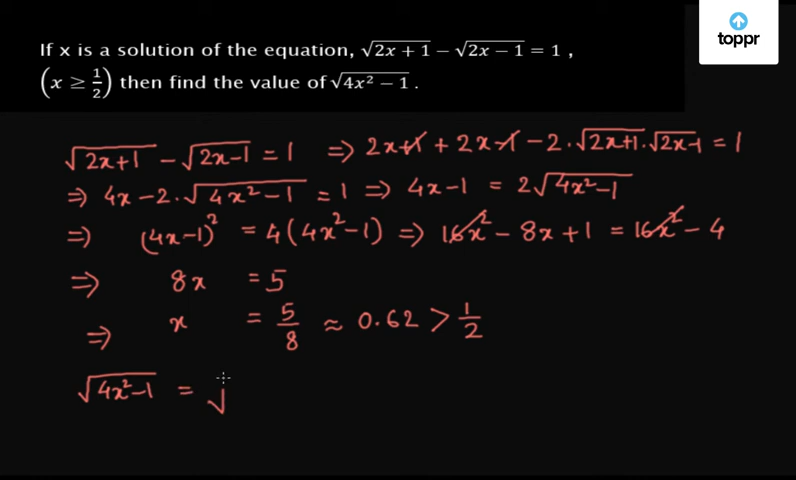 toppr
If x is a solution of the equation, √(2x + 1) − √(2x − 1) = 1 ,
(x ≥ 1/2) then find the value of √(4x² − 1) .
√(2x+1) − √(2x−1) = 1 ⇒ 2x+1 + 2x−1 − 2·√(2x+1)·√(2x−1) = 1
⇒ 4x − 2·√(4x²−1) = 1 ⇒ 4x−1 = 2√(4x²−1)
⇒ (4x−1)² = 4(4x²−1) ⇒ 16x² − 8x + 1 = 16x² − 4
⇒ 8x = 5
⇒ x = 5/8 ≈ 0.62 > 1/2
√(4x²−1) = √